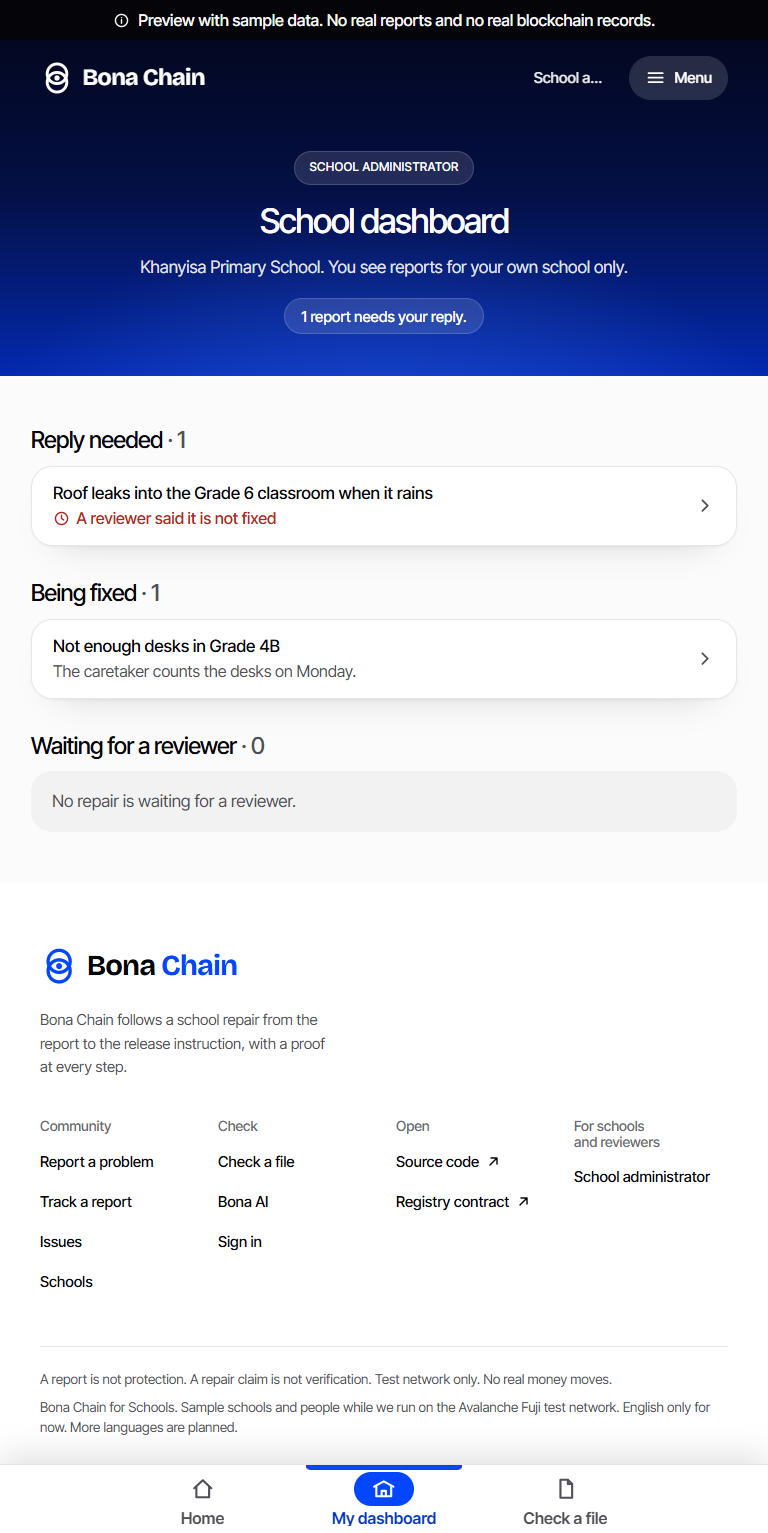 Preview with sample data. No real reports and no real blockchain records.
Bona Chain
School a...
Menu
SCHOOL ADMINISTRATOR
School dashboard
Khanyisa Primary School. You see reports for your own school only.
1 report needs your reply.
Reply needed · 1
Roof leaks into the Grade 6 classroom when it rains
A reviewer said it is not fixed
Being fixed · 1
Not enough desks in Grade 4B
The caretaker counts the desks on Monday.
Waiting for a reviewer · 0
No repair is waiting for a reviewer.
Bona Chain
Bona Chain follows a school repair from the
report to the release instruction, with a proof
at every step.
Community
Report a problem
Track a report
Issues
Schools
Check
Check a file
Bona AI
Sign in
Open
Source code
Registry contract
For schools
and reviewers
School administrator
A report is not protection. A repair claim is not verification. Test network only. No real money moves.
Bona Chain for Schools. Sample schools and people while we run on the Avalanche Fuji test network. English only for
now. More languages are planned.
Home
My dashboard
Check a file